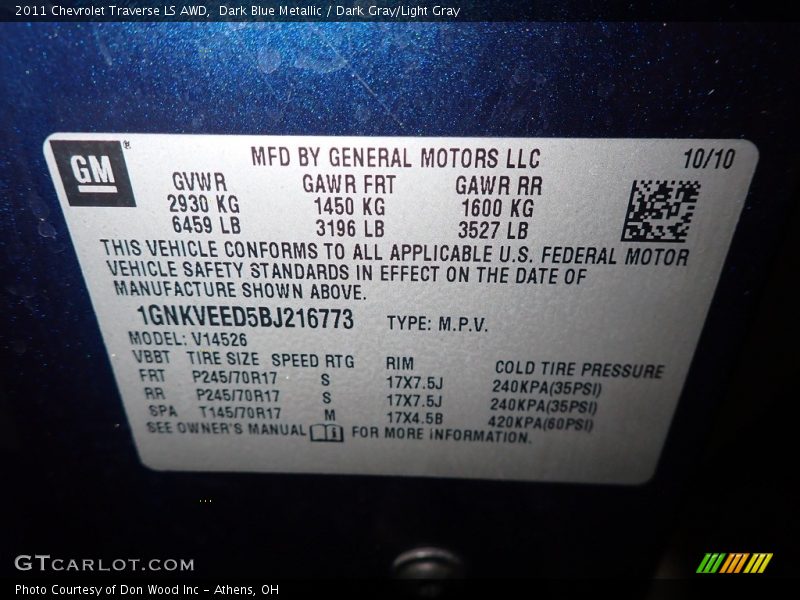 2011 Chevrolet Traverse LS AWD,  Dark Blue Metallic / Dark Gray/Light Gray
GM
MFD BY GENERAL MOTORS LLC 10/10
GVWR GAWR FRT GAWR RR
2930 KG 1450 KG 1600 KG
6459 LB 3196 LB 3527 LB
THIS VEHICLE CONFORMS TO ALL APPLICABLE U.S. FEDERAL MOTOR
VEHICLE SAFETY STANDARDS IN EFFECT ON THE DATE OF
MANUFACTURE SHOWN ABOVE.
1GNKVEED5BJ216773 TYPE: M.P.V.
MODEL: V14526
VBBT TIRE SIZE SPEED RTG RIM COLD TIRE PRESSURE
FRT P245/70R17 S 17X7.5J 240KPA(35PSI)
RR P245/70R17 S 17X7.5J 240KPA(35PSI)
SPA T145/70R17 M 17X4.5B 420KPA(60PSI)
SEE OWNER'S MANUAL FOR MORE INFORMATION.
GTCARLOT.COM
Photo Courtesy of Don Wood Inc - Athens, OH